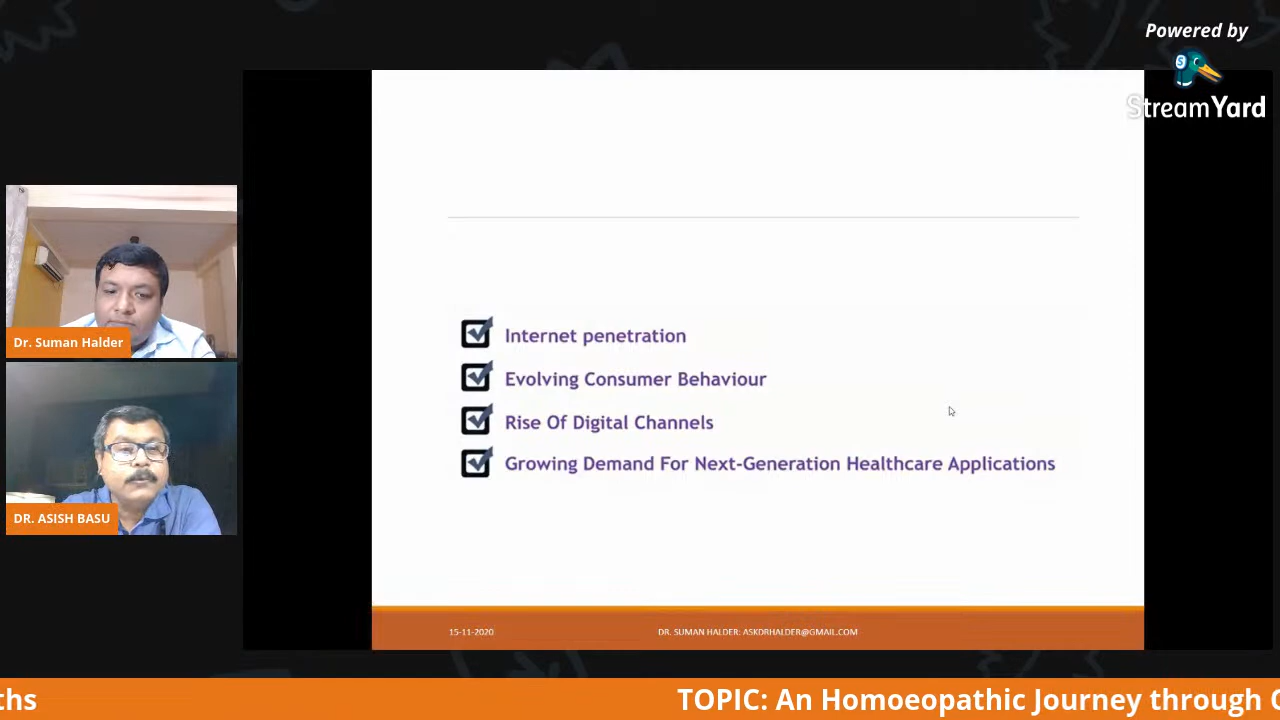 Powered by
StreamYard
Internet penetration
Evolving Consumer Behaviour
Rise Of Digital Channels
Growing Demand For Next-Generation Healthcare Applications
Dr. Suman Halder
DR. ASISH BASU
15-11-2020
DR. SUMAN HALDER: ASKDRHALDER@GMAIL.COM
ths
TOPIC: An Homoeopathic Journey through